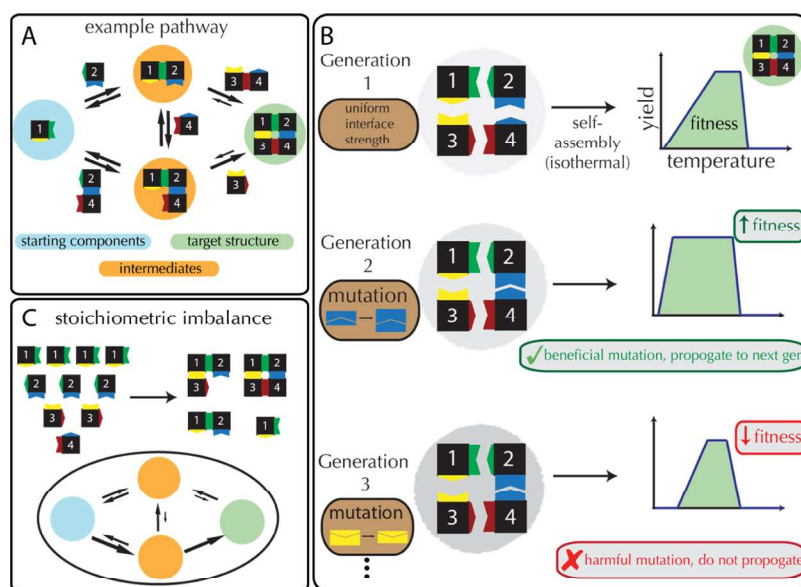 A
example pathway
2
1 2
3 4
1
4
1 2
3 4
2
4
1 2
4
3
starting components
target structure
intermediates
C
stoichiometric imbalance
1 1 1 1
2 2 2
3 3
4
1 2
3
1 2
3 4
1 2
1
B
Generation
1
uniform
interface
strength
1 2
3 4
self-
assembly
(isothermal)
yield
fitness
temperature
1 2
3 4
Generation
2
mutation
1 2
3 4
↑ fitness
✓ beneficial mutation, propogate to next gen
Generation
3
mutation
1 2
3 4
↓ fitness
✗ harmful mutation, do not propogate